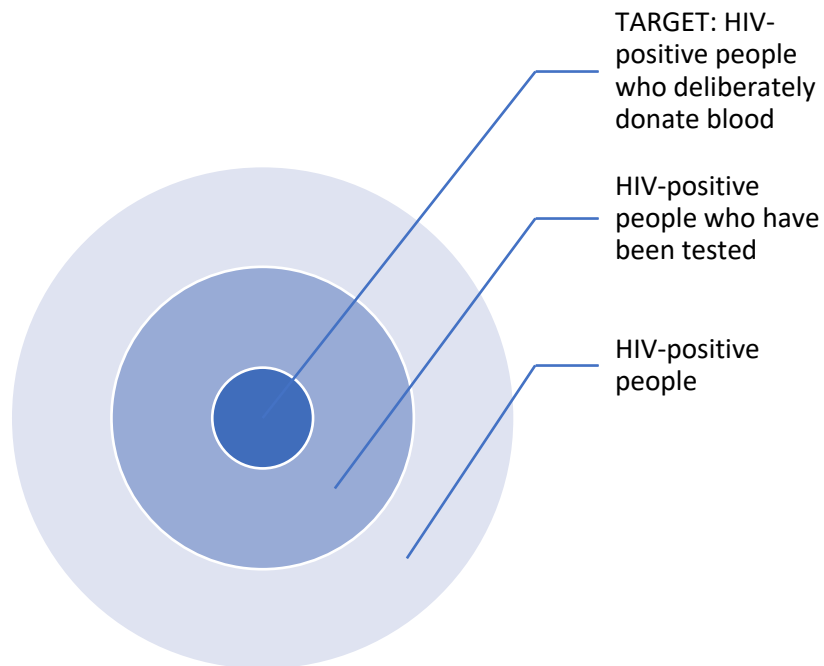 TARGET: HIV-
positive people
who deliberately
donate blood
HIV-positive
people who have
been tested
HIV-positive
people